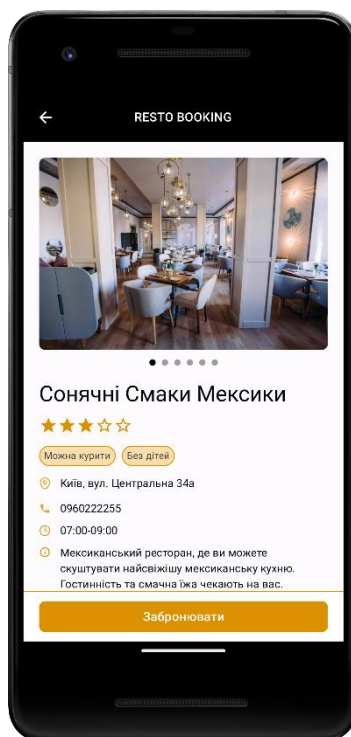 RESTO BOOKING
Сонячні Смаки Мексики
Можна курити Без дітей
Київ, вул. Центральна 34а
0960222255
07:00-09:00
Мексиканський ресторан, де ви можете
скуштувати найсвіжішу мексиканську кухню.
Гостинність та смачна їжа чекають на вас.
Забронювати